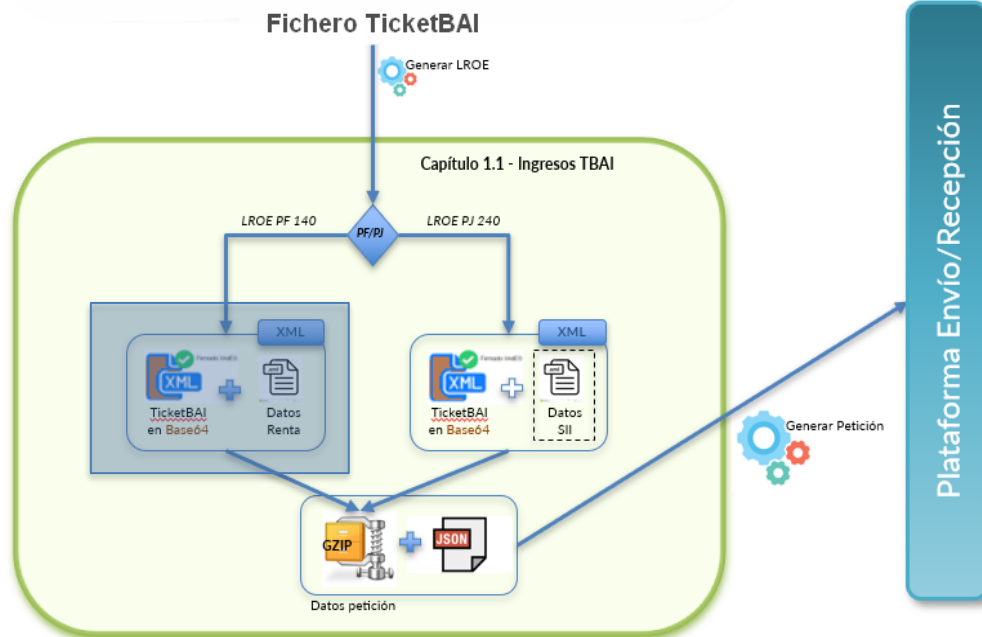 Fichero TicketBAI
Generar LROE
Capítulo 1.1 - Ingresos TBAI
LROE PF 140
PF/PJ
LROE PJ 240
XML
XML
XML
TicketBAI
en Base64
Datos
Renta
XML
TicketBAI
en Base64
Datos
SII
Generar Petición
GZIP
JSON
Datos petición
Plataforma Envío/Recepción